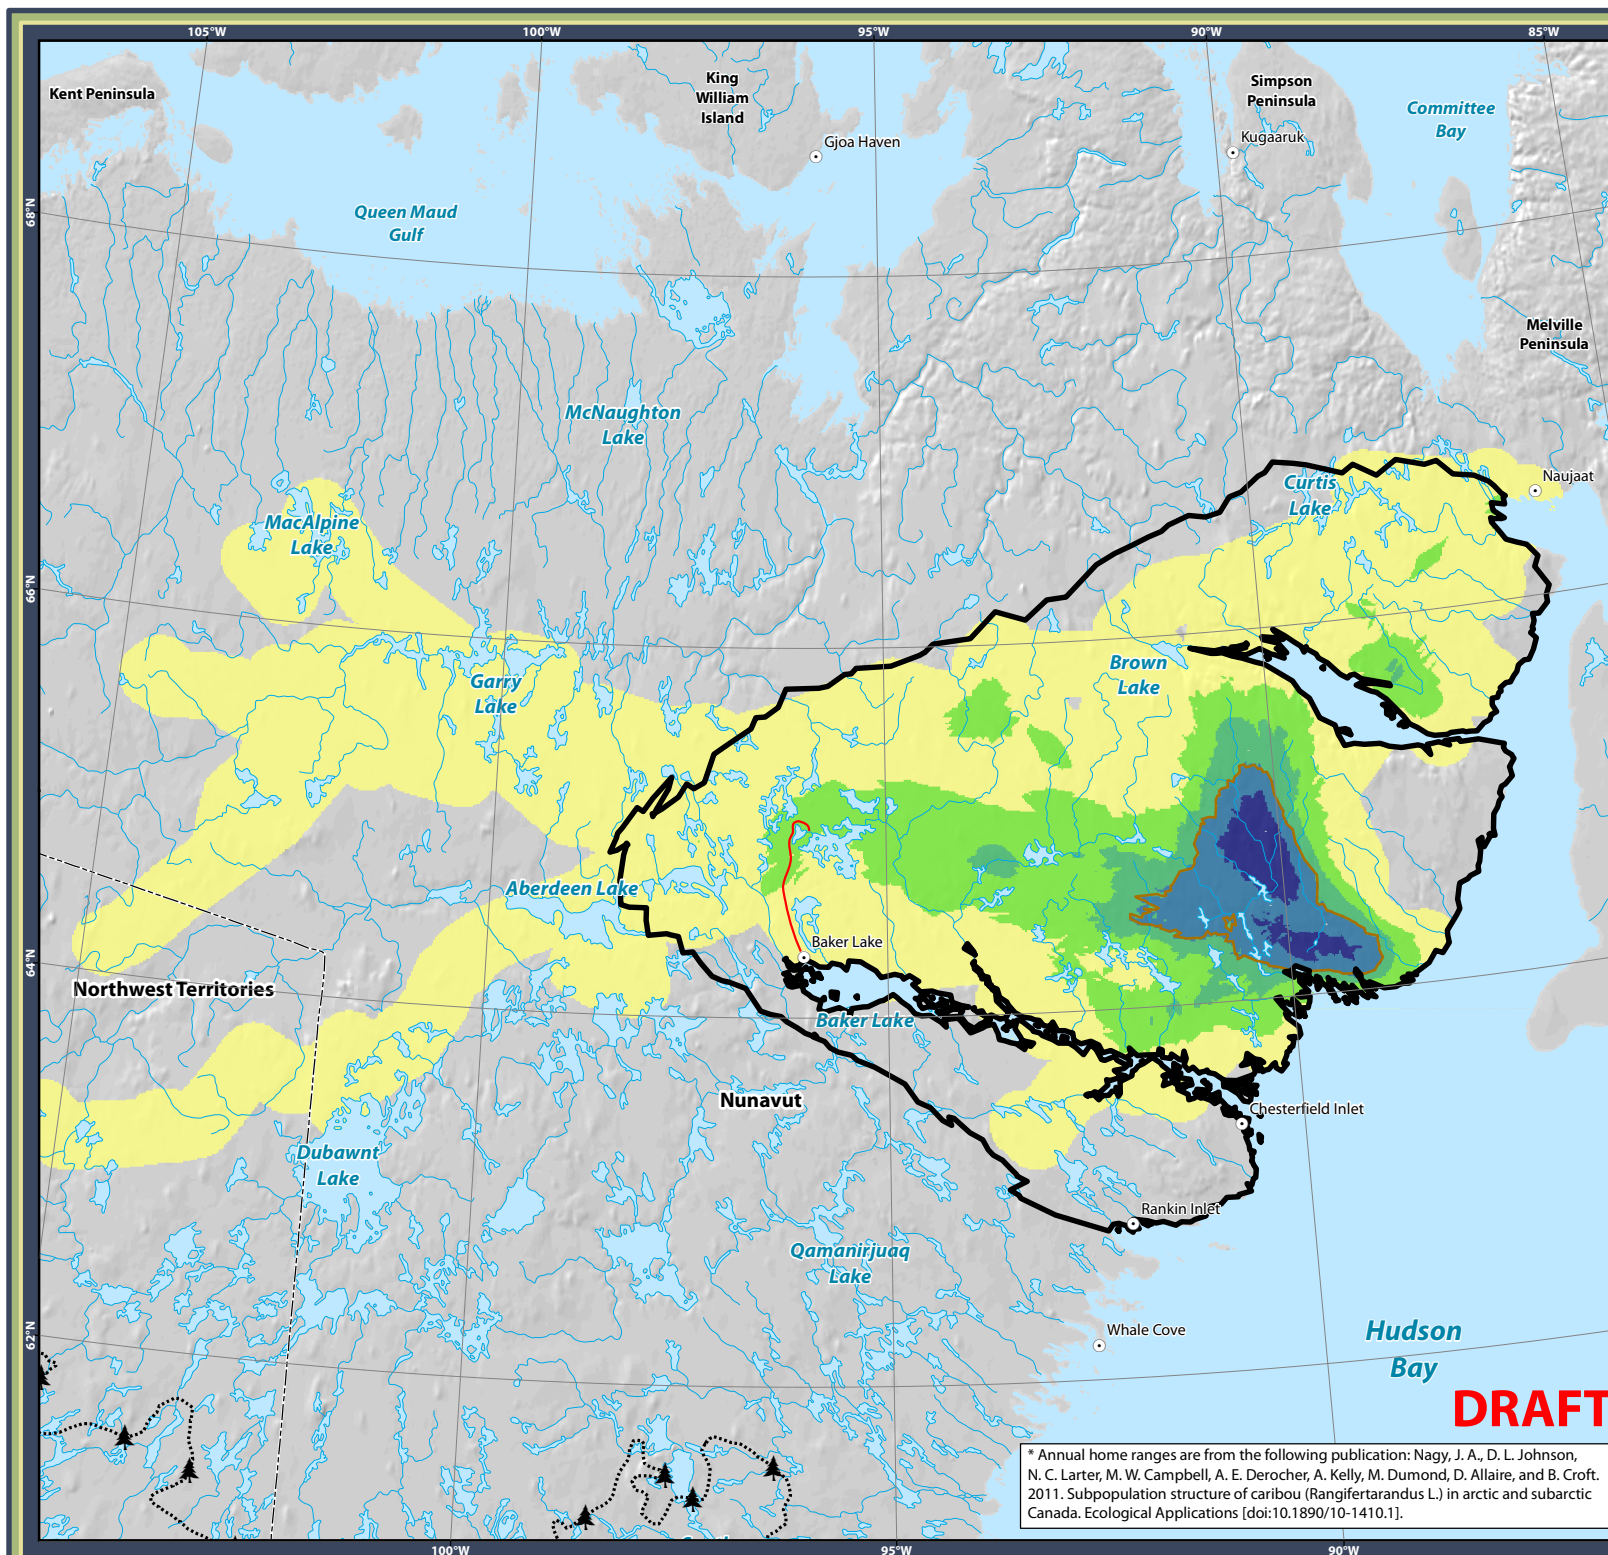 105°W
100°W
95°W
90°W
85°W
Kent Peninsula
King
William
Island
Simpson
Peninsula
Committee
Bay
Gjoa Haven
Kugaaruk
68°N
Queen Maud
Gulf
Melville
Peninsula
McNaughton
Lake
Curtis
Lake
Naujaat
MacAlpine
Lake
66°N
Brown
Lake
Garry
Lake
Aberdeen Lake
Baker Lake
64°N
Northwest Territories
Baker Lake
Nunavut
Chesterfield Inlet
Dubawnt
Lake
Rankin Inlet
Qamanirjuaq
Lake
62°N
Whale Cove
Hudson
Bay
DRAFT
* Annual home ranges are from the following publication: Nagy, J. A., D. L. Johnson,
N. C. Larter, M. W. Campbell, A. E. Derocher, A. Kelly, M. Dumond, D. Allaire, and B. Croft.
2011. Subpopulation structure of caribou (Rangifertarandus L.) in arctic and subarctic
Canada. Ecological Applications [doi:10.1890/10-1410.1].
100°W
95°W
90°W